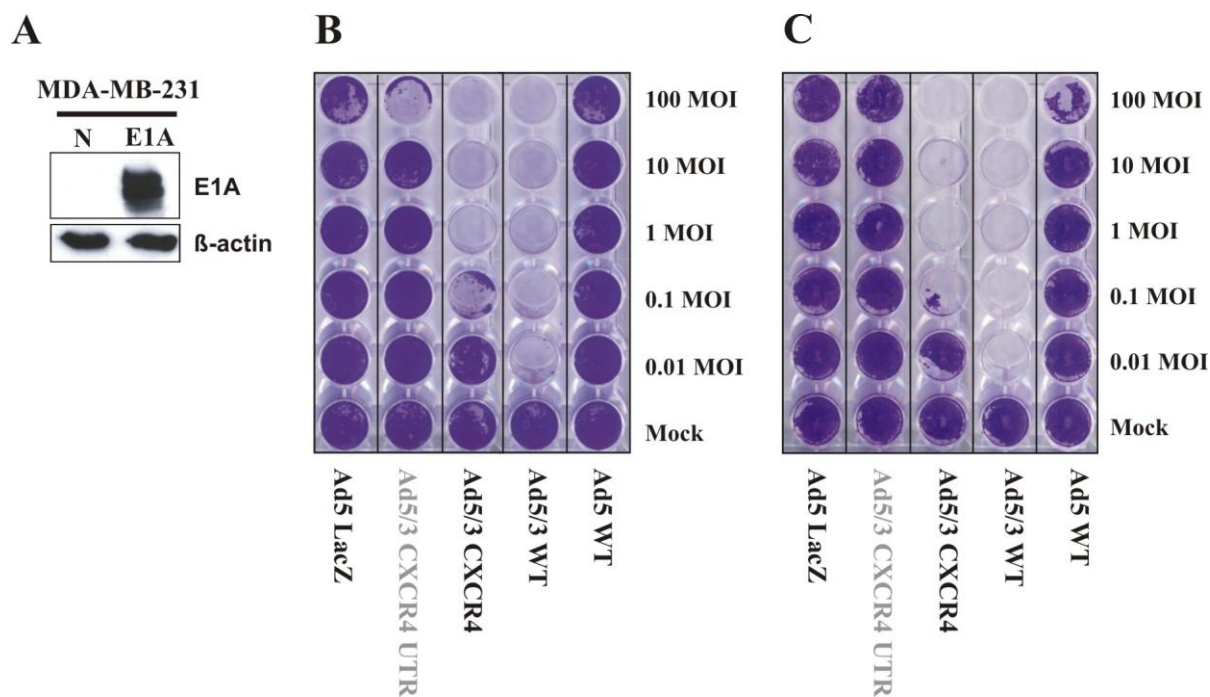 A
MDA-MB-231
N E1A
E1A
ß-actin
B
100 MOI
10 MOI
1 MOI
0.1 MOI
0.01 MOI
Mock
Ad5 LacZ
Ad5/3 CXCR4 UTR
Ad5/3 CXCR4
Ad5/3 WT
Ad5 WT
C
100 MOI
10 MOI
1 MOI
0.1 MOI
0.01 MOI
Mock
Ad5 LacZ
Ad5/3 CXCR4 UTR
Ad5/3 CXCR4
Ad5/3 WT
Ad5 WT